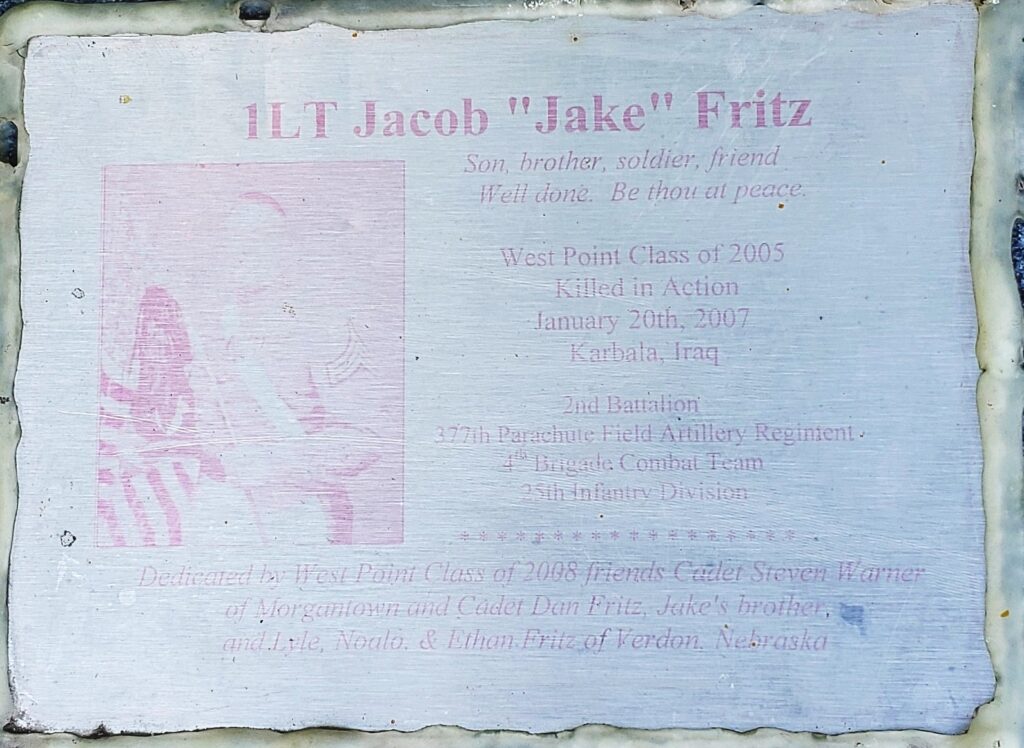 1LT Jacob "Jake" Fritz
Son, brother, soldier, friend
Well done. Be thou at peace.
West Point Class of 2005
Killed in Action
January 20th, 2007
Karbala, Iraq
2nd Battalion
377th Parachute Field Artillery Regiment
4th Brigade Combat Team
25th Infantry Division
* * * * * * * * * * * * * * * * * * *
Dedicated by West Point Class of 2008 friends Cadet Steven Warner
of Morgantown and Cadet Dan Fritz, Jake's brother,
and Lyle, Noala, & Ethan Fritz of Verdon, Nebraska